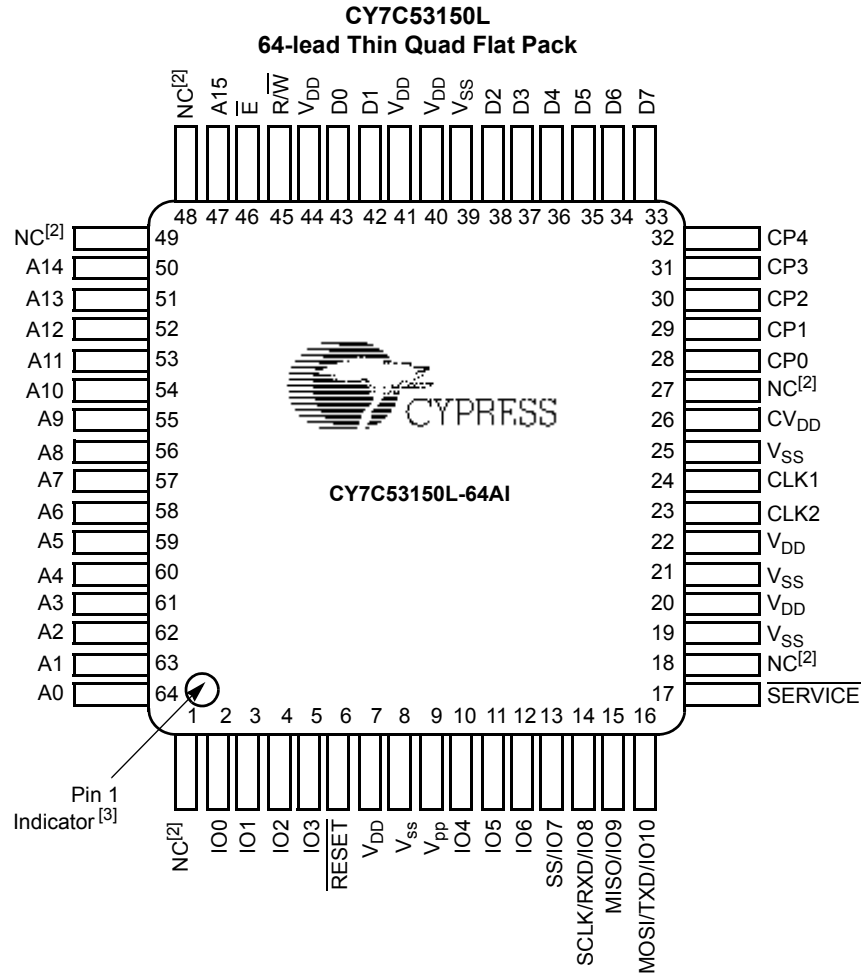 CY7C53150L
64-lead Thin Quad Flat Pack
NC[2]
A15
E
R/W
VDD
D0
D1
VDD
VDD
VSS
D2
D3
D4
D5
D6
D7
48 47 46 45 44 43 42 41 40 39 38 37 36 35 34 33
NC[2] 49
A14 50
A13 51
A12 52
A11 53
A10 54
A9 55
A8 56
A7 57
A6 58
A5 59
A4 60
A3 61
A2 62
A1 63
A0 64
CYPRESS
CY7C53150L-64AI
32 CP4
31 CP3
30 CP2
29 CP1
28 CP0
27 NC[2]
26 CVDD
25 VSS
24 CLK1
23 CLK2
22 VDD
21 VSS
20 VDD
19 VSS
18 NC[2]
17 SERVICE
1 2 3 4 5 6 7 8 9 10 11 12 13 14 15 16
Pin 1
Indicator [3]
NC[2]
IO0
IO1
IO2
IO3
RESET
VDD
Vss
Vpp
IO4
IO5
IO6
SS/IO7
SCLK/RXD/IO8
MISO/IO9
MOSI/TXD/IO10